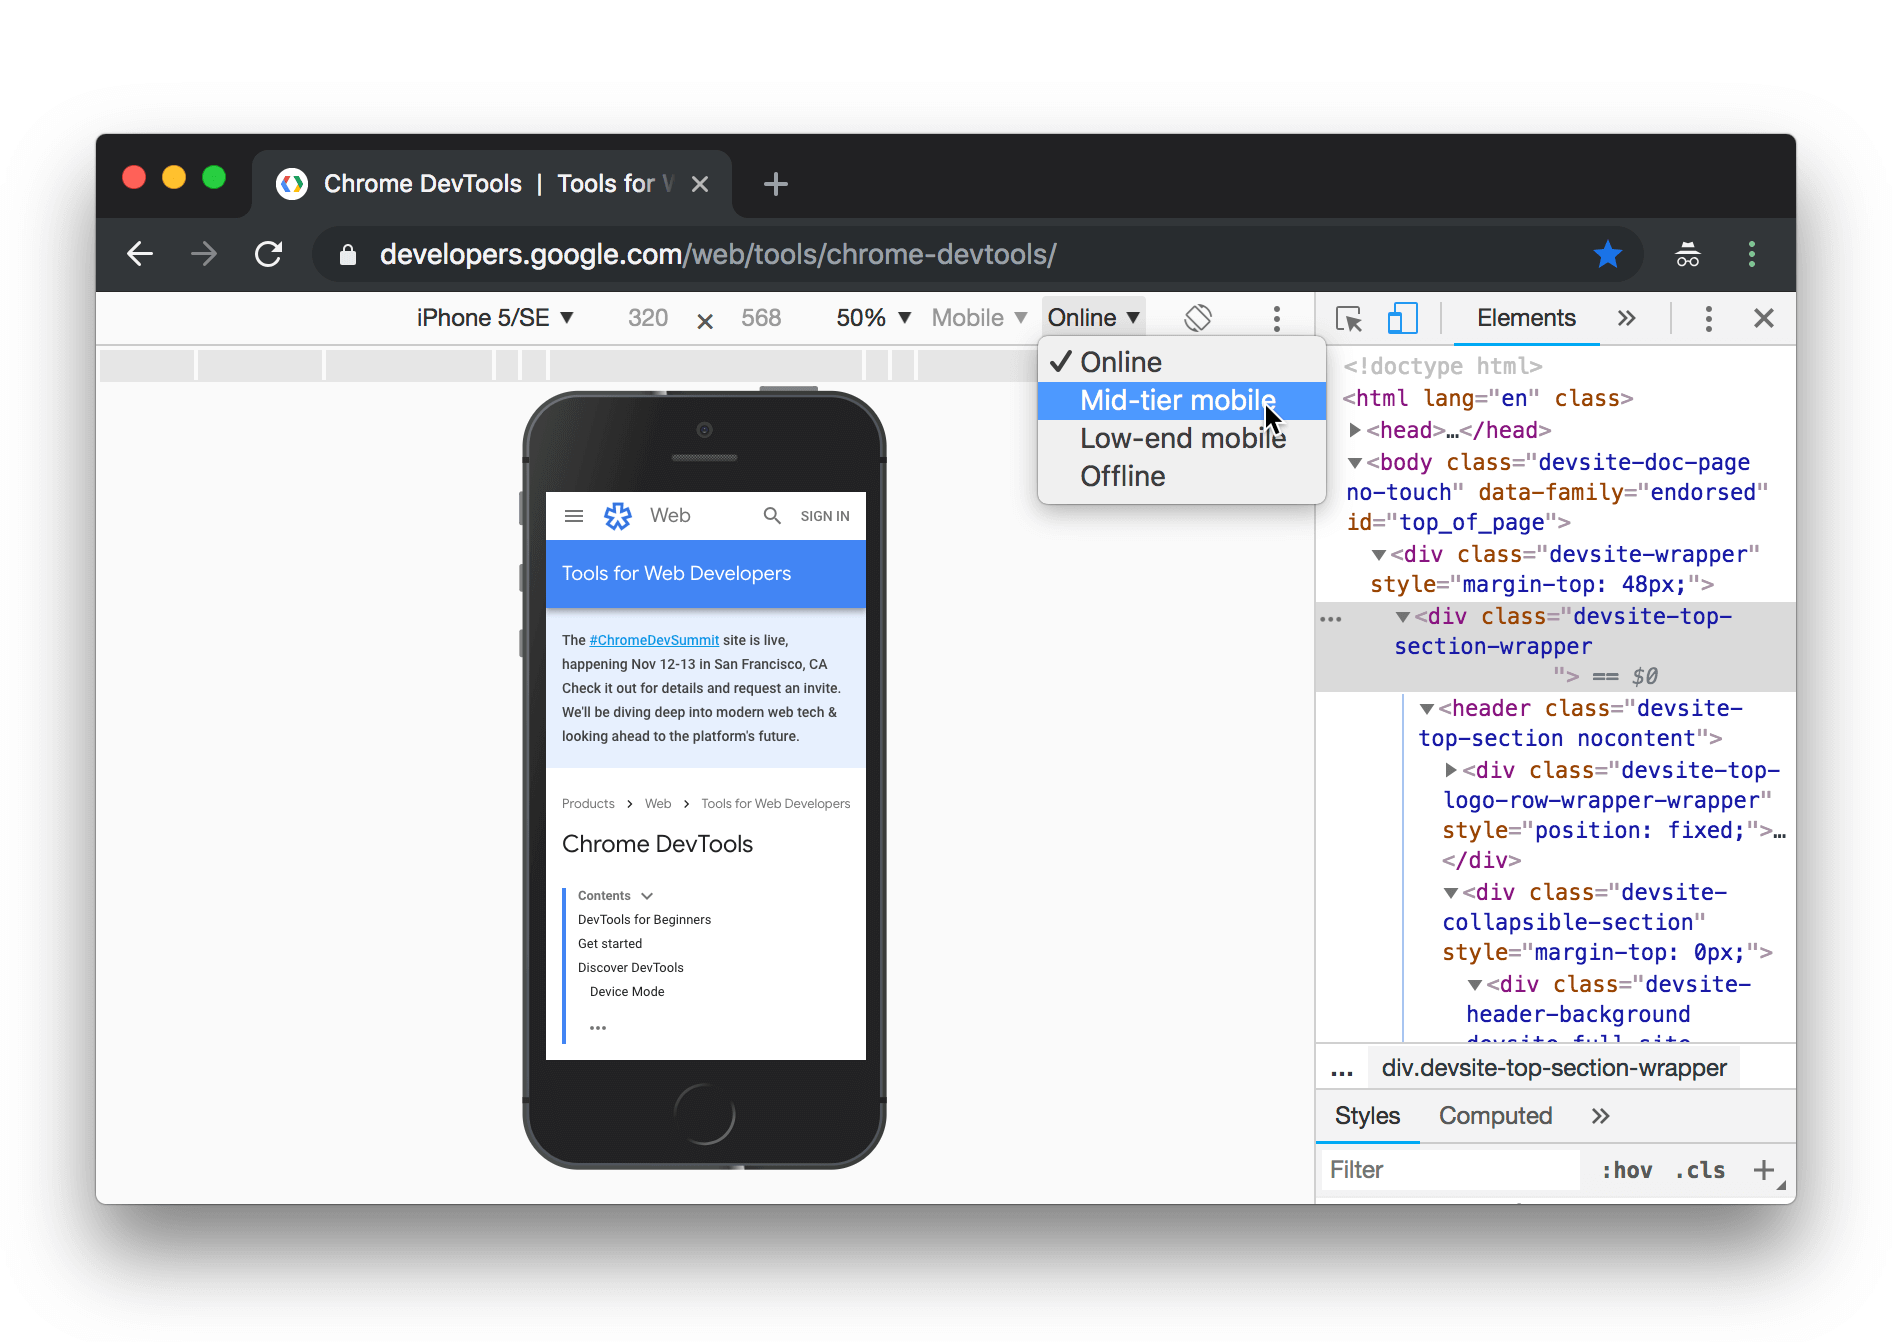 Chrome DevTools | Tools for W
developers.google.com/web/tools/chrome-devtools/
iPhone 5/SE 320 × 568 50% Mobile Online
Online
Mid-tier mobile
Low-end mobile
Offline
Web SIGN IN
Tools for Web Developers
The #ChromeDevSummit site is live,
happening Nov 12-13 in San Francisco, CA
Check it out for details and request an invite.
We'll be diving deep into modern web tech &
looking ahead to the platform's future.
Products > Web > Tools for Web Developers
Chrome DevTools
Contents
DevTools for Beginners
Get started
Discover DevTools
Device Mode
•••
Elements »
<!doctype html>
<html lang="en" class>
<head>…</head>
<body class="devsite-doc-page
no-touch" data-family="endorsed"
id="top_of_page">
<div class="devsite-wrapper"
style="margin-top: 48px;">
<div class="devsite-top-
section-wrapper
"> == $0
<header class="devsite-
top-section nocontent">
<div class="devsite-top-
logo-row-wrapper-wrapper"
style="position: fixed;">…
</div>
<div class="devsite-
collapsible-section"
style="margin-top: 0px;">
<div class="devsite-
header-background
devsite-full-site-
... div.devsite-top-section-wrapper
Styles Computed »
Filter :hov .cls +